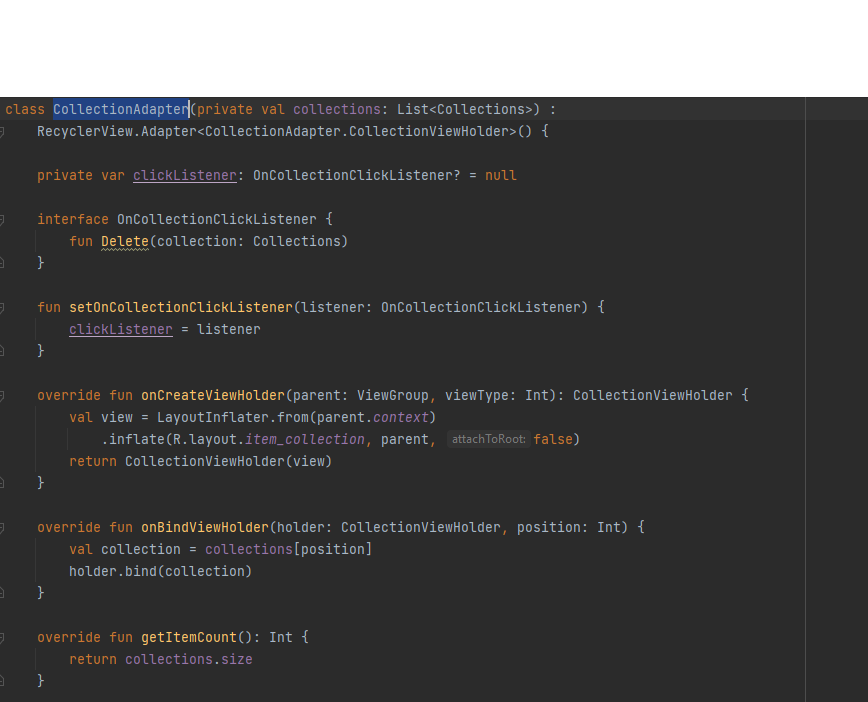 class CollectionAdapter(private val collections: List<Collections>) :
    RecyclerView.Adapter<CollectionAdapter.CollectionViewHolder>() {
    private var clickListener: OnCollectionClickListener? = null
    interface OnCollectionClickListener {
        fun Delete(collection: Collections)
    }
    fun setOnCollectionClickListener(listener: OnCollectionClickListener) {
        clickListener = listener
    }
    override fun onCreateViewHolder(parent: ViewGroup, viewType: Int): CollectionViewHolder {
        val view = LayoutInflater.from(parent.context)
            .inflate(R.layout.item_collection, parent, attachToRoot: false)
        return CollectionViewHolder(view)
    }
    override fun onBindViewHolder(holder: CollectionViewHolder, position: Int) {
        val collection = collections[position]
        holder.bind(collection)
    }
    override fun getItemCount(): Int {
        return collections.size
    }